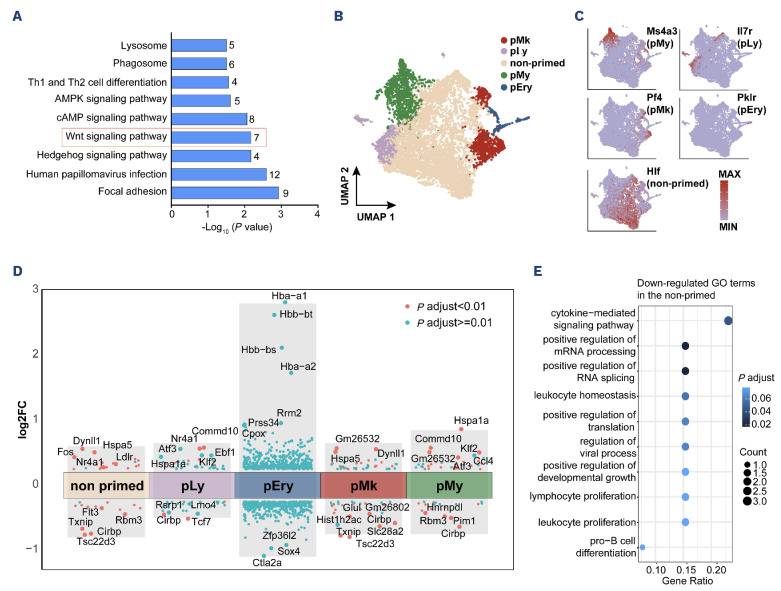 A
Lysosome 5
Phagosome 6
Th1 and Th2 cell differentiation 4
AMPK signaling pathway 5
cAMP signaling pathway 8
Wnt signaling pathway 7
Hedgehog signaling pathway 4
Human papillomavirus infection 12
Focal adhesion 9
0 1 2 3 4
-Log10 (P value)
B
pMk
pLy
non-primed
pMy
pEry
UMAP 2
UMAP 1
C
Ms4a3
(pMy)
Il7r
(pLy)
Pf4
(pMk)
Pklr
(pEry)
Hlf
(non-primed)
MAX
MIN
D
log2FC
3
2
1
0
−1
P adjust<0.01
P adjust>=0.01
Hba-a1
Hbb-bt
Hbb-bs
Hba-a2
Rrm2
Prss34
Cpox
Dynll1
Fos
Hspa5
Nr4a1
Ldlr
Commd10
Nr4a1
Atf3
Ebf1
Hspa1a
Klf2
Gm26532
Hspa5
Dynll1
Hspa1a
Commd10
Klf2
Gm26532
Atf3
Ccl4
non primed
pLy
pEry
pMk
pMy
Flt3
Txnip
Rbm3
Cirbp
Tsc22d3
Rsrp1
Lmo4
Cirbp
Tcf7
Zfp36l2
Sox4
Ctla2a
Glul
Gm26802
Hist1h2ac
Cirbp
Txnip
Slc28a2
Tsc22d3
Hnrnpdl
Rbm3
Pim1
Cirbp
E
Down-regulated GO terms
in the non-primed
cytokine-mediated
signaling pathway
positive regulation of
mRNA processing
positive regulation of
RNA splicing
leukocyte homeostasis
positive regulation of
translation
regulation of
viral process
positive regulation of
developmental growth
lymphocyte proliferation
leukocyte proliferation
pro−B cell
differentiation
0.10 0.15 0.20
Gene Ratio
P adjust
0.06
0.04
0.02
Count
1.0
1.5
2.0
2.5
3.0